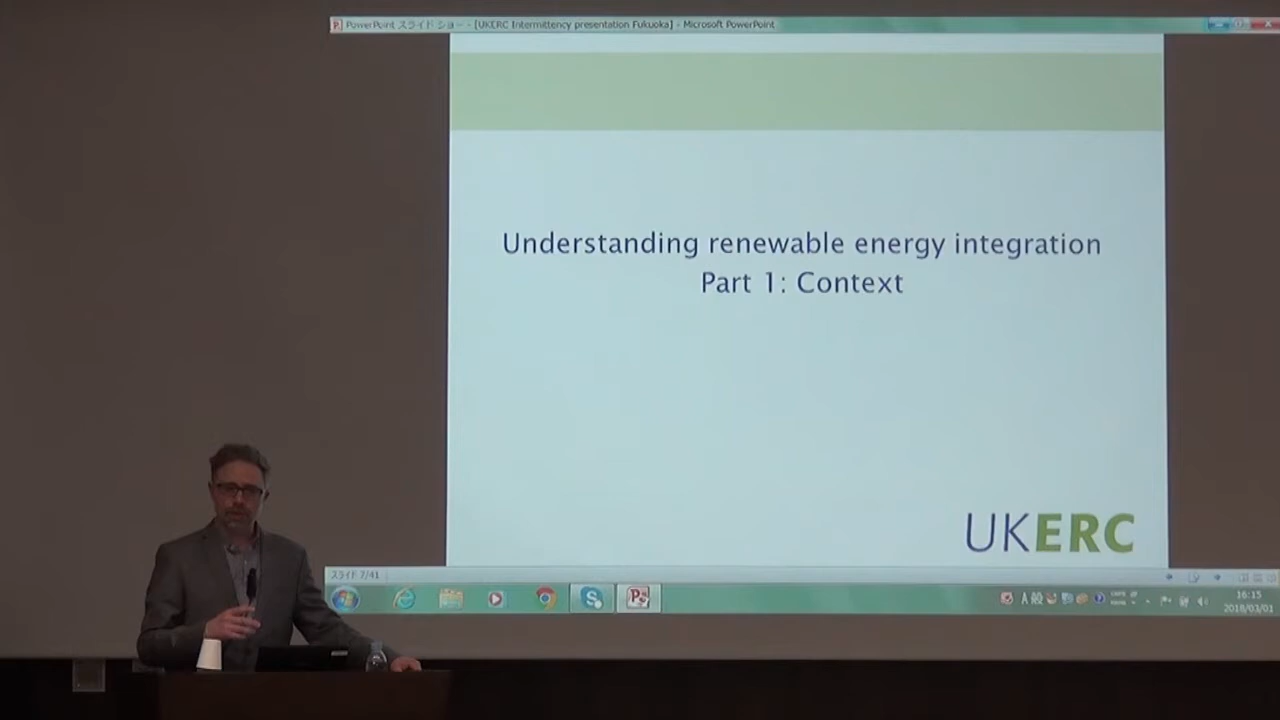 PowerPoint スライド ショー - [UKERC Intermittency presentation Fukuoka] - Microsoft PowerPoint
Understanding renewable energy integration
Part 1: Context
UKERC
スライド 7/41
A 般
16:15
2018/03/01